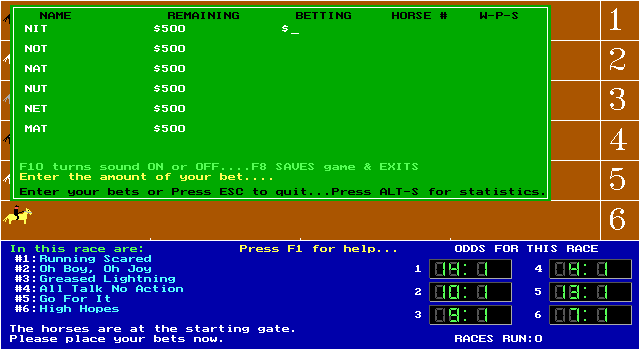 NAME REMAINING BETTING HORSE # W-P-S
NIT $500 $_
NOT $500
NAT $500
NUT $500
NET $500
MAT $500
F10 turns sound ON or OFF....F8 SAVES game & EXITS
Enter the amount of your bet....
Enter your bets or Press ESC to quit...Press ALT-S for statistics.
1
2
3
4
5
6
In this race are: Press F1 for help...
#1:Running Scared
#2:Oh Boy, Oh Joy
#3:Greased Lightning
#4:All Talk No Action
#5:Go For It
#6:High Hopes
The horses are at the starting gate.
Please place your bets now.
ODDS FOR THIS RACE
1 14:1 4 4:1
2 10:1 5 13:1
3 9:1 6 7:1
RACES RUN:0